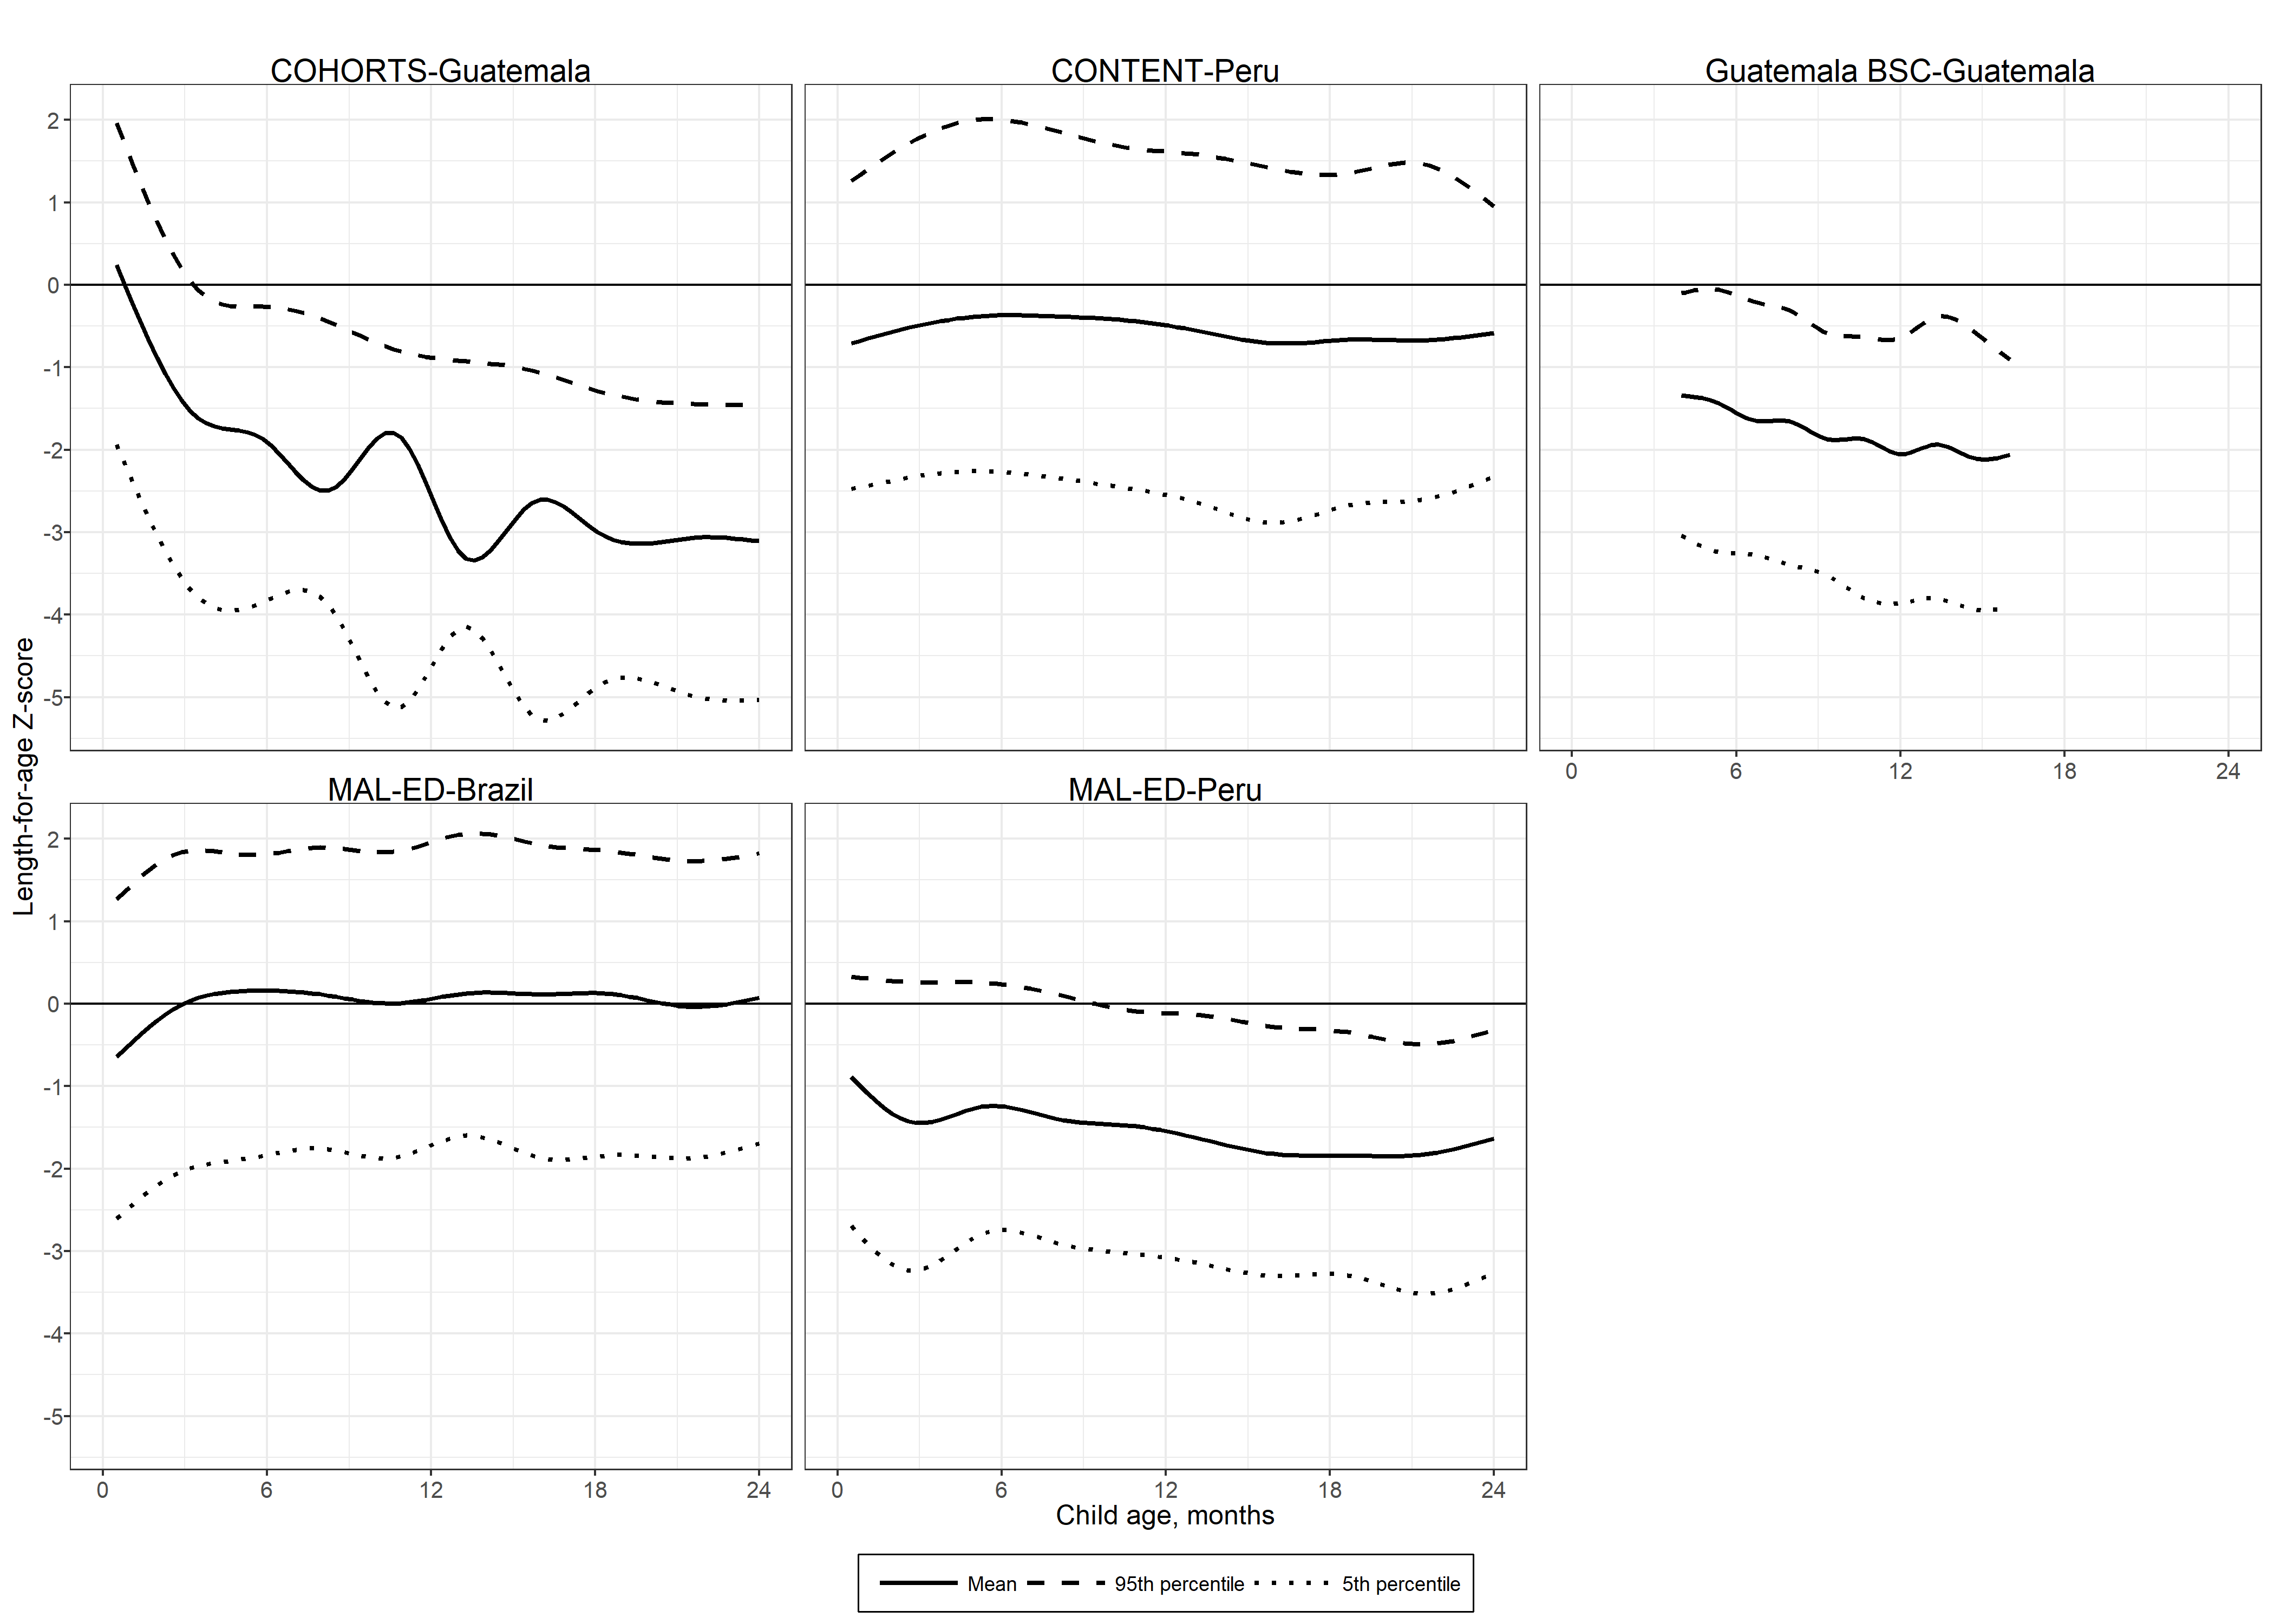 COHORTS-Guatemala
CONTENT-Peru
Guatemala BSC-Guatemala
2
1
0
-1
-2
-3
-4
-5
0 6 12 18 24
MAL-ED-Brazil
MAL-ED-Peru
2
1
0
-1
-2
-3
-4
-5
0 6 12 18 24
0 6 12 18 24
Length-for-age Z-score
Child age, months
Mean 95th percentile 5th percentile